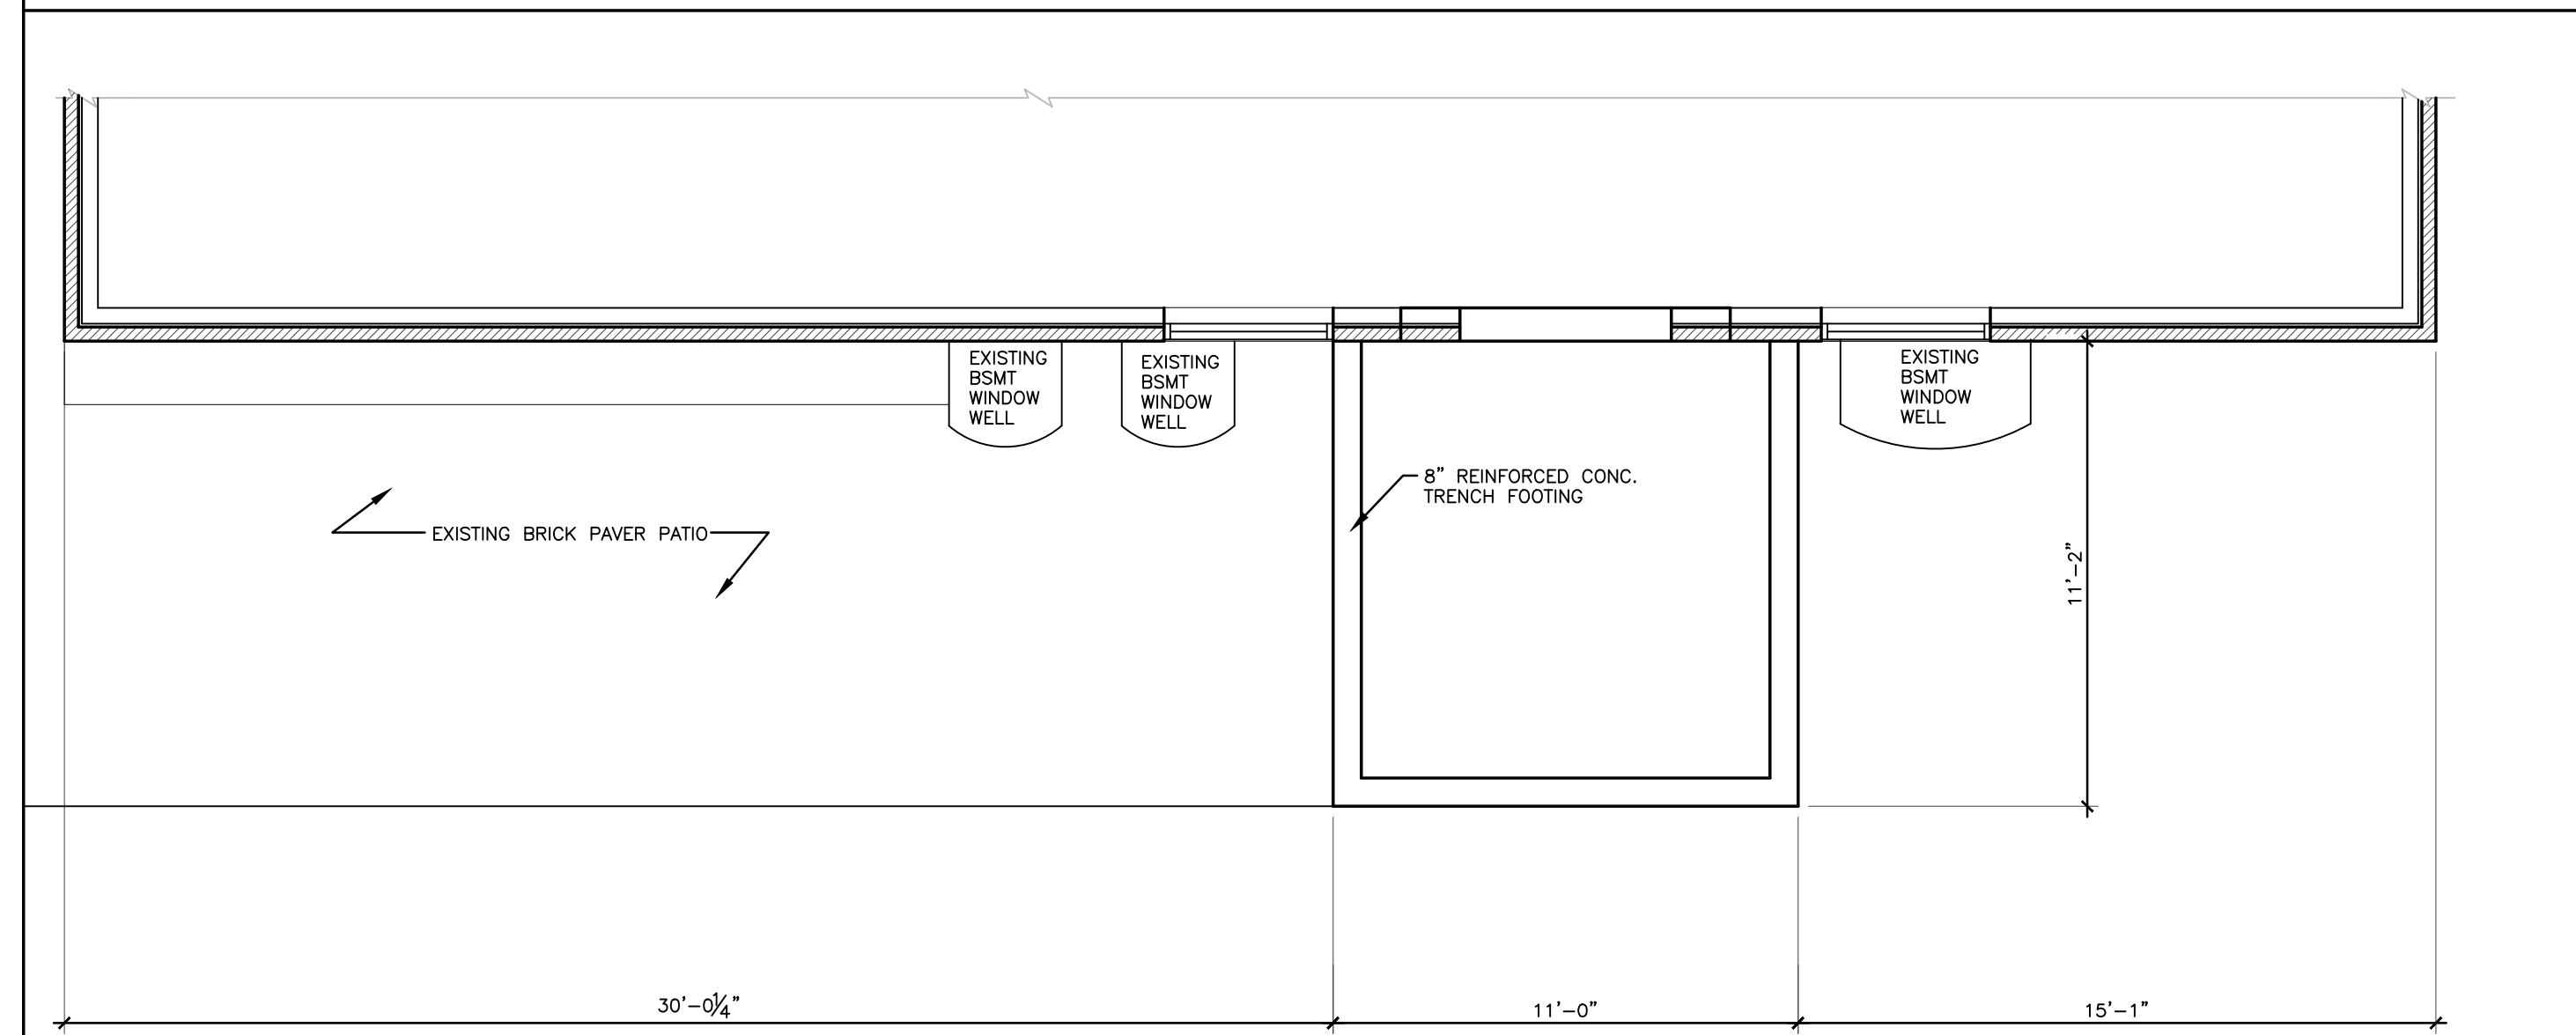 EXISTING
BSMT
WINDOW
WELL
EXISTING
BSMT
WINDOW
WELL
EXISTING
BSMT
WINDOW
WELL
8" REINFORCED CONC.
TRENCH FOOTING
EXISTING BRICK PAVER PATIO
11'-2"
30'-0¼"
11'-0"
15'-1"